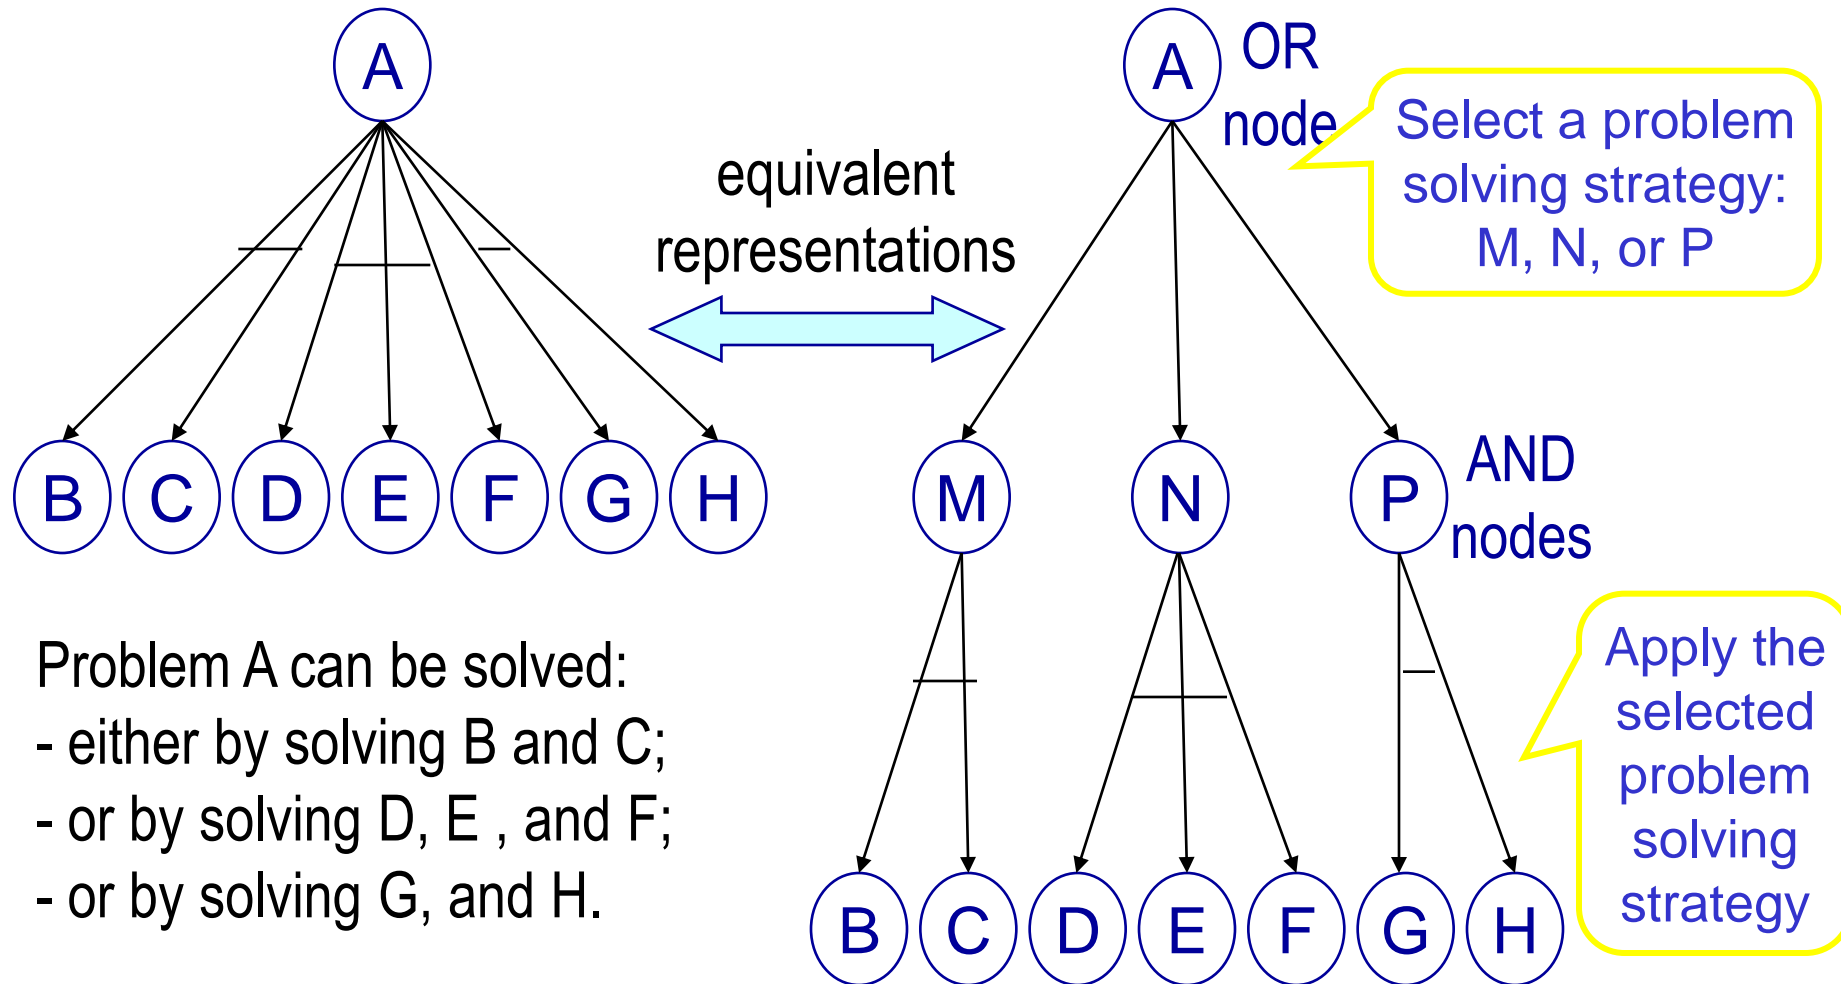 A
B C D E F G H
Problem A can be solved:
- either by solving B and C;
- or by solving D, E , and F;
- or by solving G, and H.
equivalent
representations
A
OR
node
Select a problem
solving strategy:
M, N, or P
M N P
AND
nodes
Apply the
selected
problem
solving
strategy
B C D E F G H